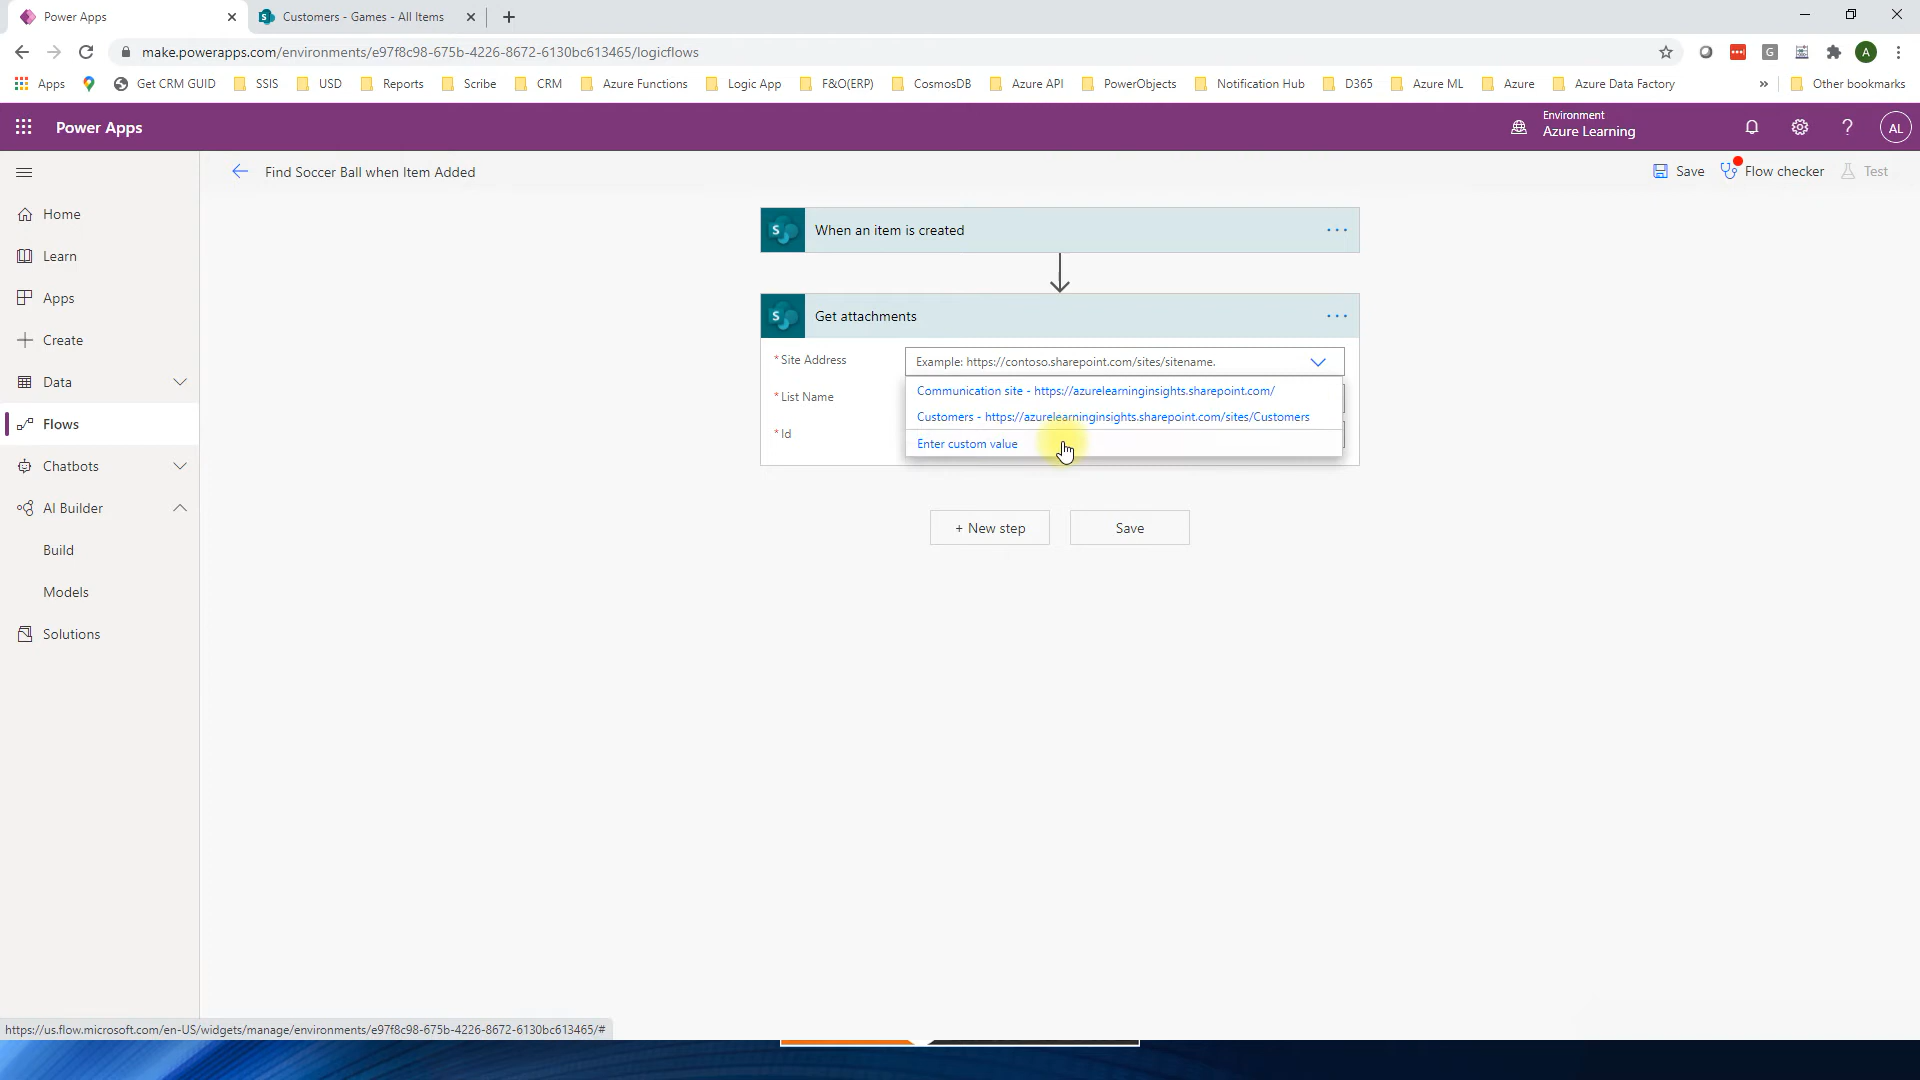 Power Apps
Customers - Games - All Items
make.powerapps.com/environments/e97f8c98-675b-4226-8672-6130bc613465/logicflows
A
Apps
Get CRM GUID
SSIS
USD
Reports
Scribe
CRM
Azure Functions
Logic App
F&O(ERP)
CosmosDB
Azure API
PowerObjects
Notification Hub
D365
Azure ML
Azure
Azure Data Factory
»
Other bookmarks
Power Apps
Environment
Azure Learning
AL
Find Soccer Ball when Item Added
Save
Flow checker
Test
Home
Learn
Apps
Create
Data
Flows
Chatbots
AI Builder
Build
Models
Solutions
When an item is created
Get attachments
* Site Address
Example: https://contoso.sharepoint.com/sites/sitename.
Communication site - https://azurelearninginsights.sharepoint.com/
* List Name
Customers - https://azurelearninginsights.sharepoint.com/sites/Customers
* Id
Enter custom value
+ New step
Save
https://us.flow.microsoft.com/en-US/widgets/manage/environments/e97f8c98-675b-4226-8672-6130bc613465/#